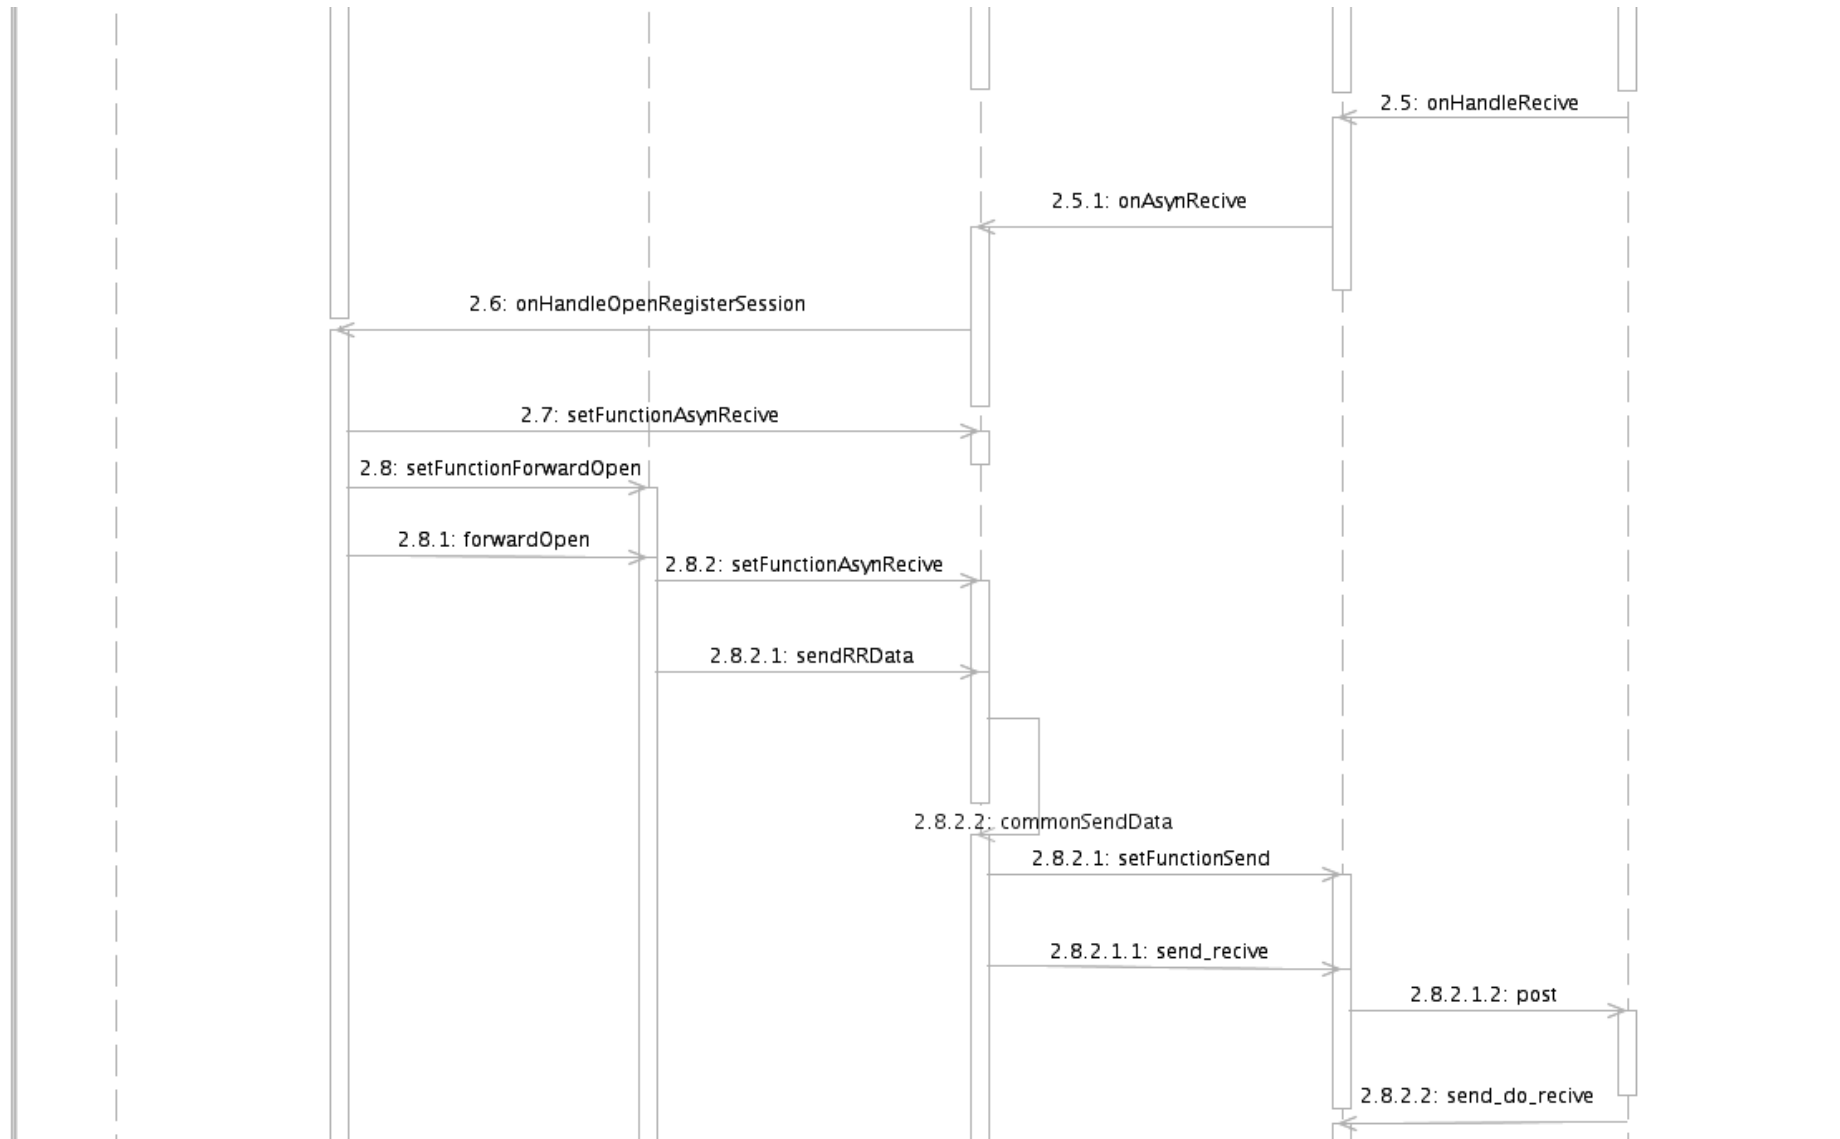 2.5: onHandleRecive
2.5.1: onAsynRecive
2.6: onHandleOpenRegisterSession
2.7: setFunctionAsynRecive
2.8: setFunctionForwardOpen
2.8.1: forwardOpen
2.8.2: setFunctionAsynRecive
2.8.2.1: sendRRData
2.8.2.2: commonSendData
2.8.2.1: setFunctionSend
2.8.2.1.1: send_recive
2.8.2.1.2: post
2.8.2.2: send_do_recive